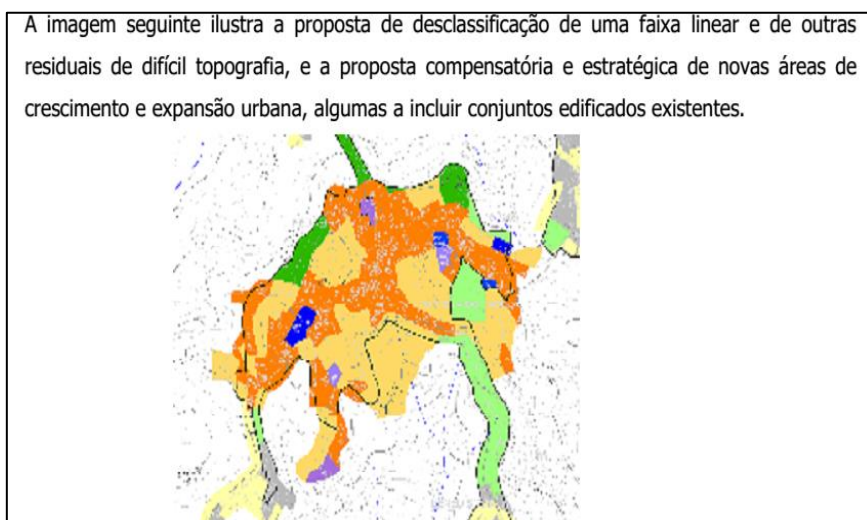 A imagem seguinte ilustra a proposta de desclassificação de uma faixa linear e de outras
residuais de difícil topografia, e a proposta compensatória e estratégica de novas áreas de
crescimento e expansão urbana, algumas a incluir conjuntos edificados existentes.